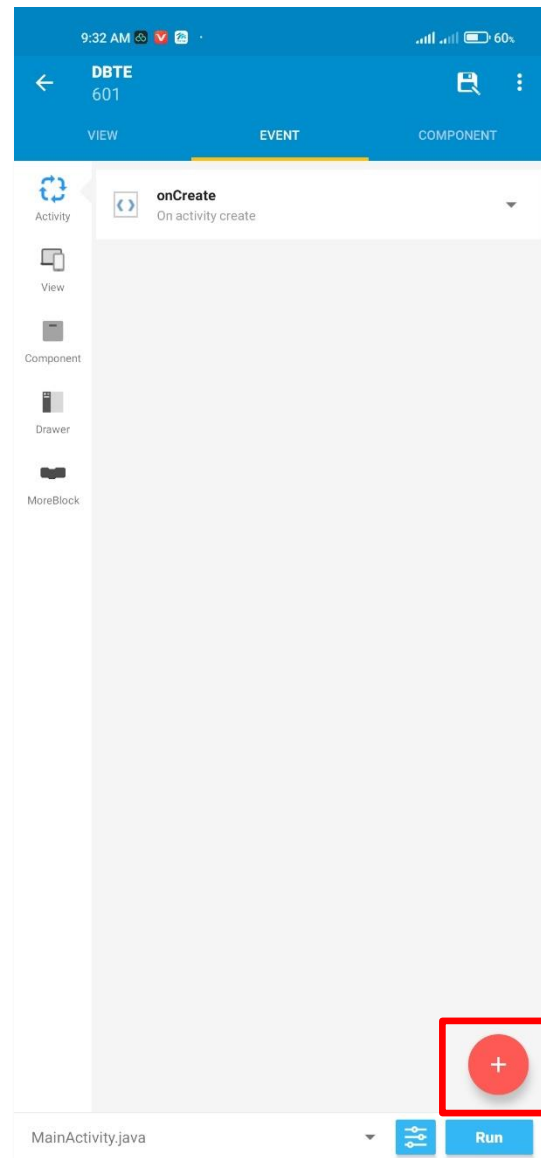 9:32 AM
60%
DBTE
601
VIEW
EVENT
COMPONENT
Activity
onCreate
On activity create
View
Component
Drawer
MoreBlock
+
MainActivity.java
Run